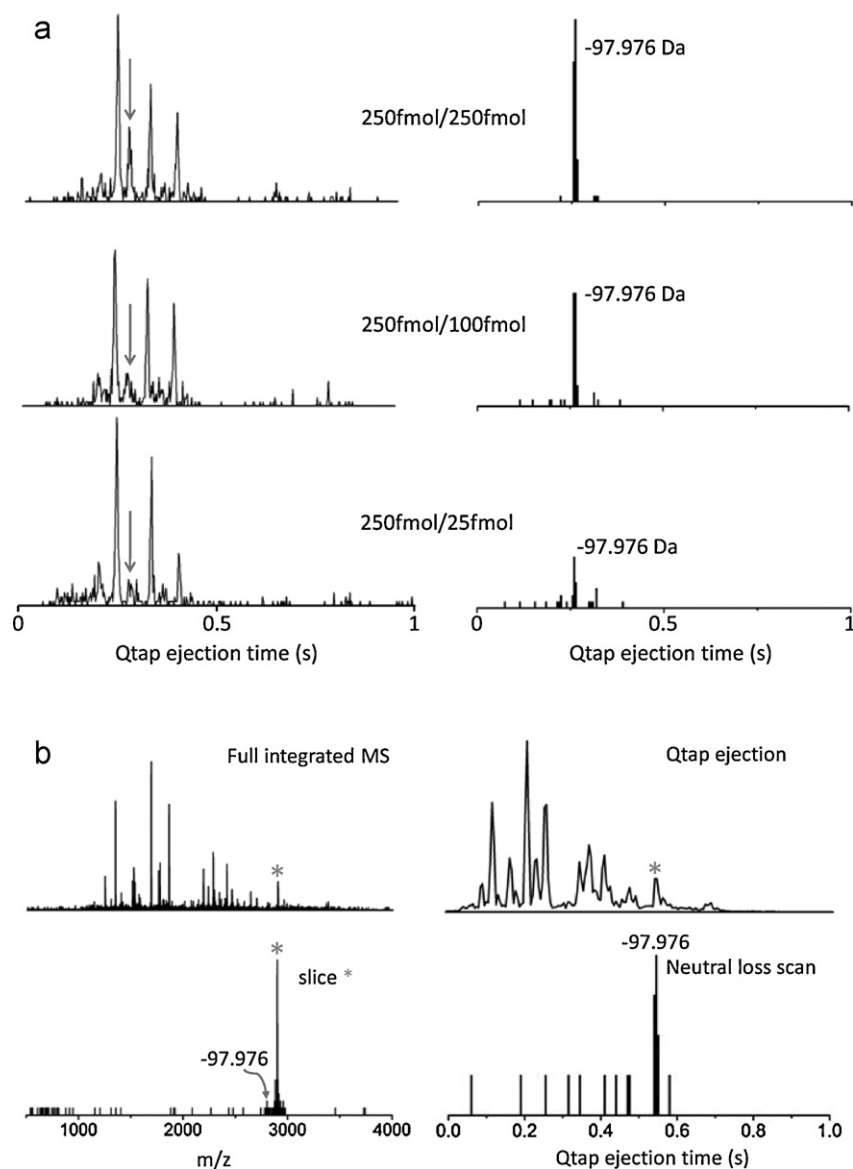 a
-97.976 Da
250fmol/250fmol
-97.976 Da
250fmol/100fmol
250fmol/25fmol
-97.976 Da
0 0.5 1
0 0.5 1
Qtap ejection time (s)
Qtap ejection time (s)
b
Full integrated MS
Qtap ejection
*
*
*
-97.976
slice *
Neutral loss scan
-97.976
1000 2000 3000 4000
0.0 0.2 0.4 0.6 0.8 1.0
m/z
Qtap ejection time (s)